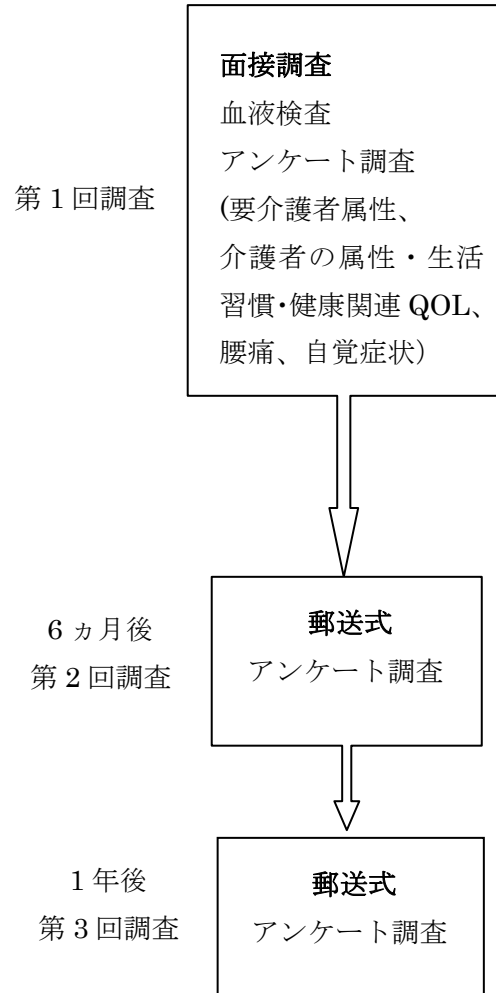 面接調査
血液検査
アンケート調査
(要介護者属性、
介護者の属性・生活
習慣・健康関連 QOL、
腰痛、自覚症状)
第 1 回調査
6 ヵ月後
第 2 回調査
郵送式
アンケート調査
1 年後
第 3 回調査
郵送式
アンケート調査